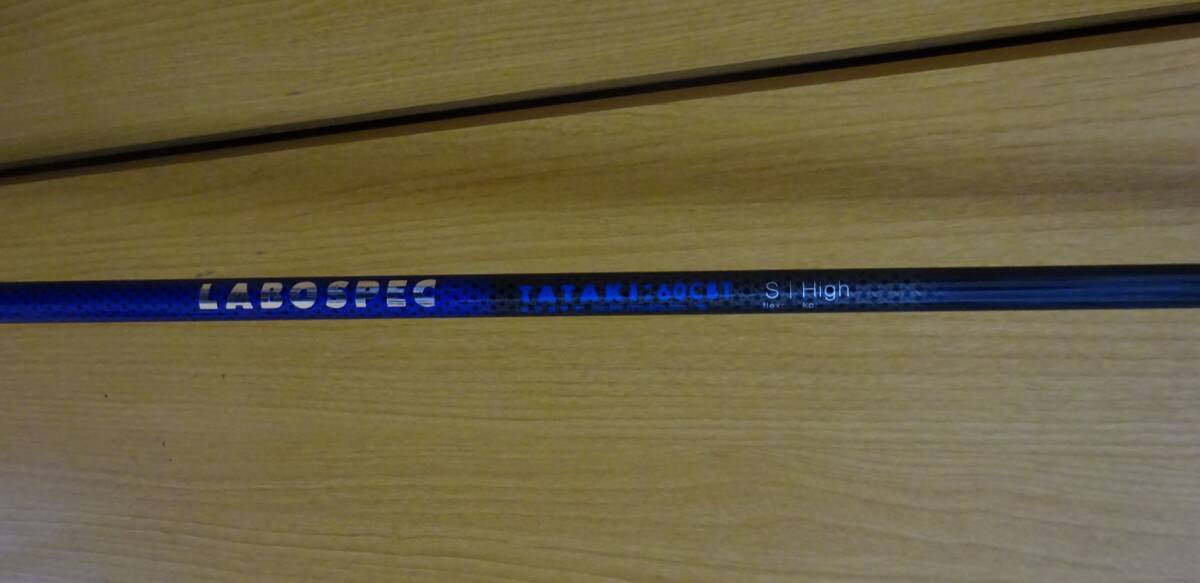 LABOSPEC TATAKI 60CBT S | High
flex. kp